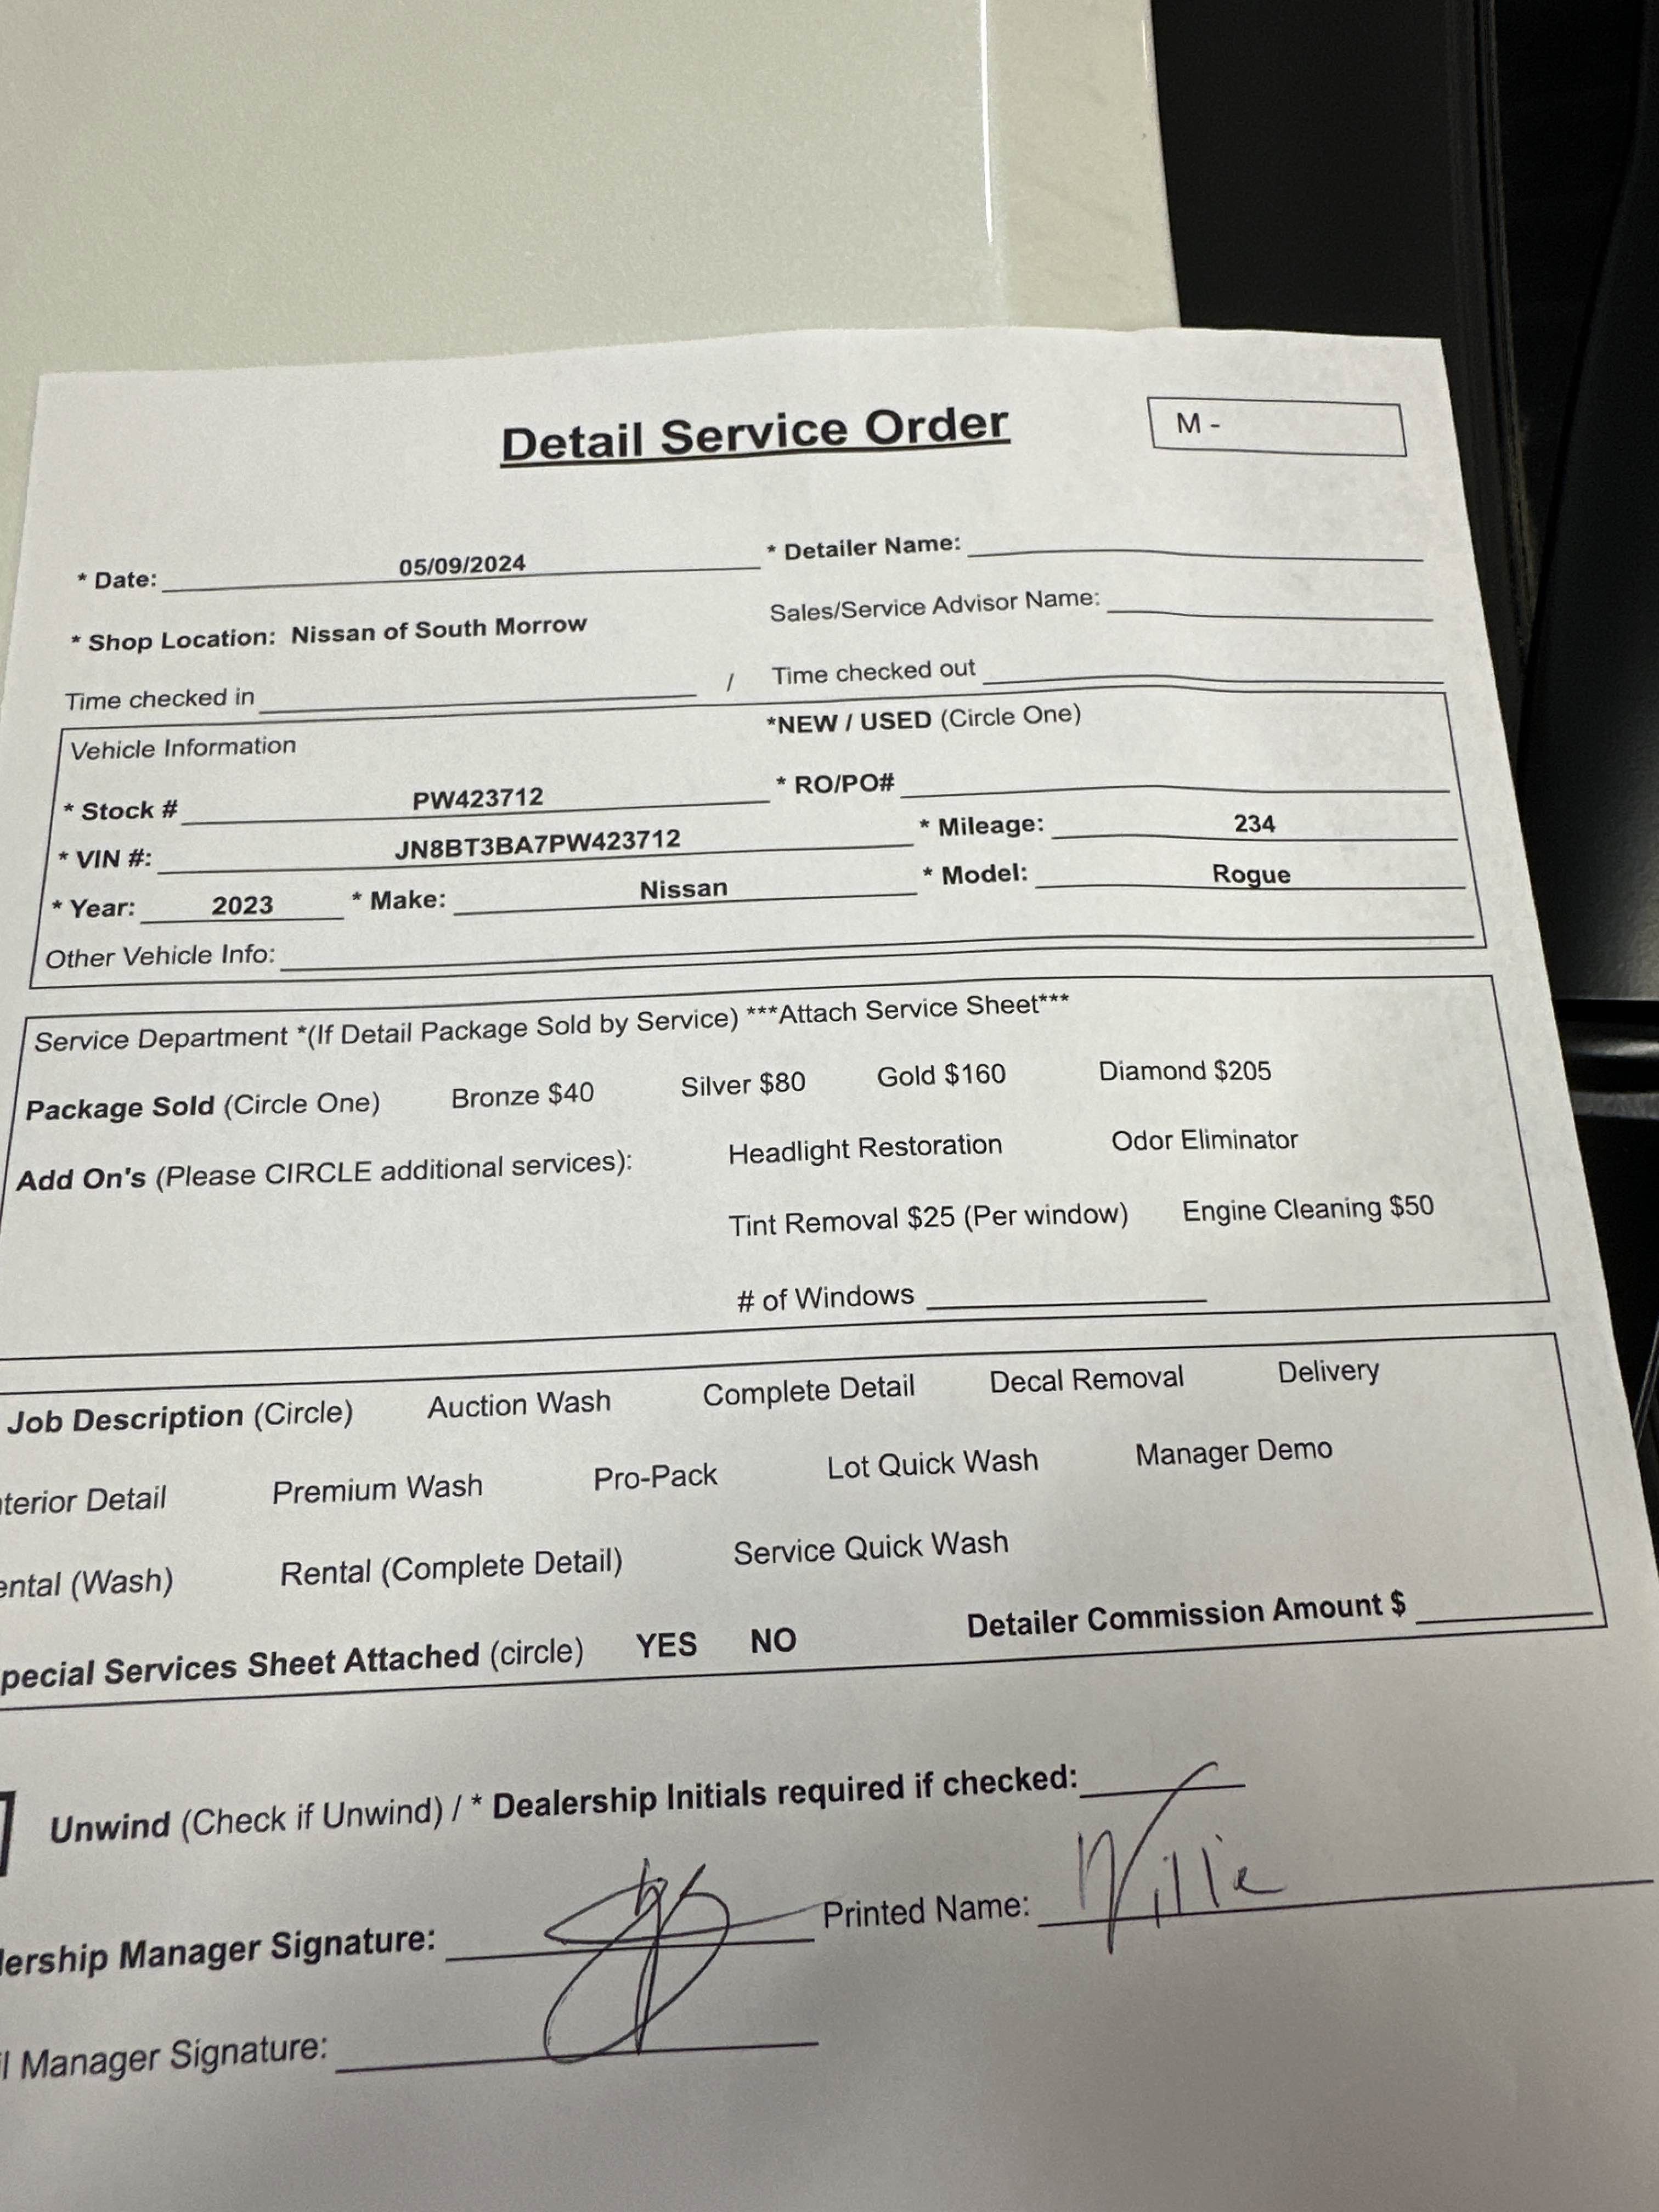 Detail Service Order
M -
* Date: 05/09/2024 * Detailer Name:
* Shop Location: Nissan of South Morrow Sales/Service Advisor Name:
Time checked in / Time checked out
Vehicle Information *NEW / USED (Circle One)
* Stock # PW423712 * RO/PO#
* VIN #: JN8BT3BA7PW423712 * Mileage: 234
* Year: 2023 * Make: Nissan * Model: Rogue
Other Vehicle Info:
Service Department *(If Detail Package Sold by Service) ***Attach Service Sheet***
Package Sold (Circle One) Bronze $40 Silver $80 Gold $160 Diamond $205
Add On's (Please CIRCLE additional services): Headlight Restoration Odor Eliminator
Tint Removal $25 (Per window) Engine Cleaning $50
# of Windows
Job Description (Circle) Auction Wash Complete Detail Decal Removal Delivery
terior Detail Premium Wash Pro-Pack Lot Quick Wash Manager Demo
ental (Wash) Rental (Complete Detail) Service Quick Wash
pecial Services Sheet Attached (circle) YES NO Detailer Commission Amount $
Unwind (Check if Unwind) / * Dealership Initials required if checked:
lership Manager Signature: Printed Name: Willie
l Manager Signature: